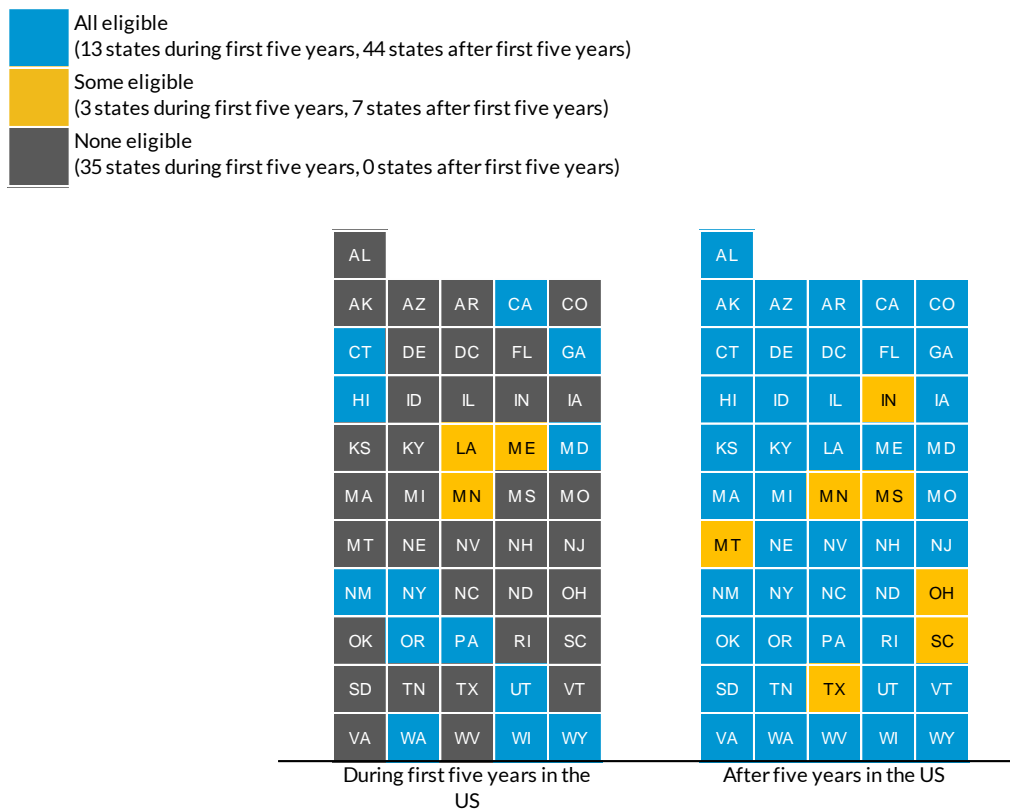 All eligible
(13 states during first five years, 44 states after first five years)
Some eligible
(3 states during first five years, 7 states after first five years)
None eligible
(35 states during first five years, 0 states after first five years)
AL
AK AZ AR CA CO
CT DE DC FL GA
HI ID IL IN IA
KS KY LA ME MD
MA MI MN MS MO
MT NE NV NH NJ
NM NY NC ND OH
OK OR PA RI SC
SD TN TX UT VT
VA WA WV WI WY
During first five years in the
US
AL
AK AZ AR CA CO
CT DE DC FL GA
HI ID IL IN IA
KS KY LA ME MD
MA MI MN MS MO
MT NE NV NH NJ
NM NY NC ND OH
OK OR PA RI SC
SD TN TX UT VT
VA WA WV WI WY
After five years in the US